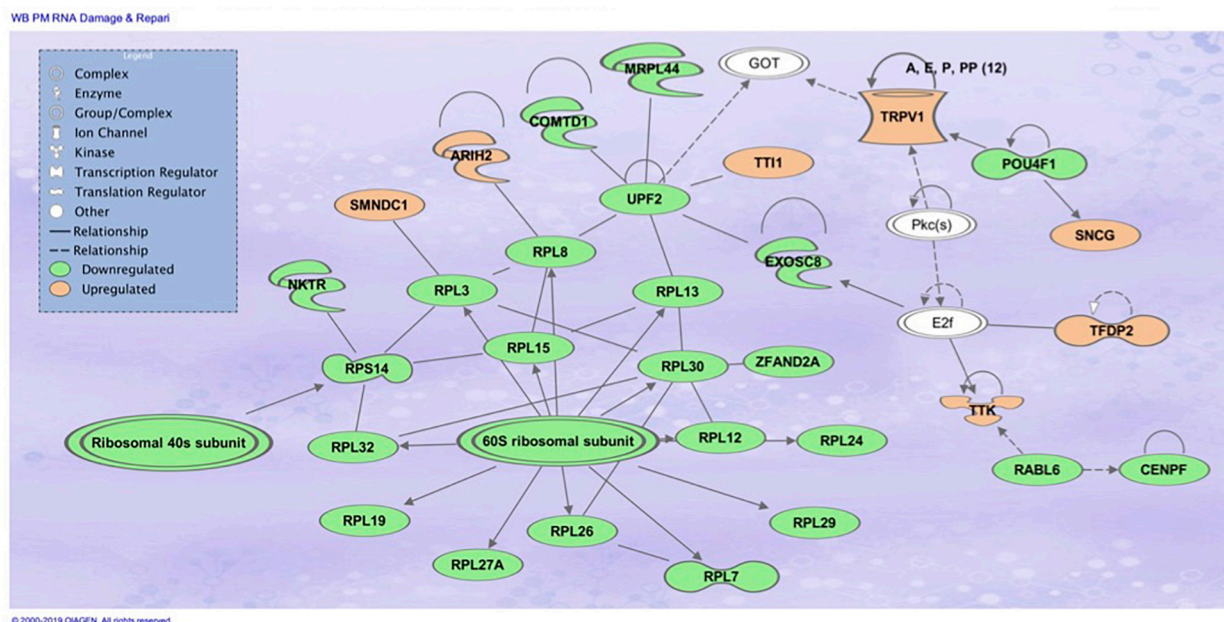 WB PM RNA Damage & Repari
Legend
Complex
Enzyme
Group/Complex
Ion Channel
Kinase
Transcription Regulator
Translation Regulator
Other
Relationship
Relationship
Downregulated
Upregulated
MRPL44
GOT
A, E, P, PP (12)
COMTD1
TRPV1
ARIH2
TTI1
POU4F1
SMNDC1
UPF2
Pkc(s)
SNCG
RPL8
EXOSC8
NKTR
RPL3
RPL13
E2f
TFDP2
RPL15
RPS14
RPL30
ZFAND2A
TTK
Ribosomal 40s subunit
RPL32
60S ribosomal subunit
RPL12
RPL24
RABL6
CENPF
RPL19
RPL26
RPL29
RPL27A
RPL7
© 2000-2019 QIAGEN. All rights reserved.